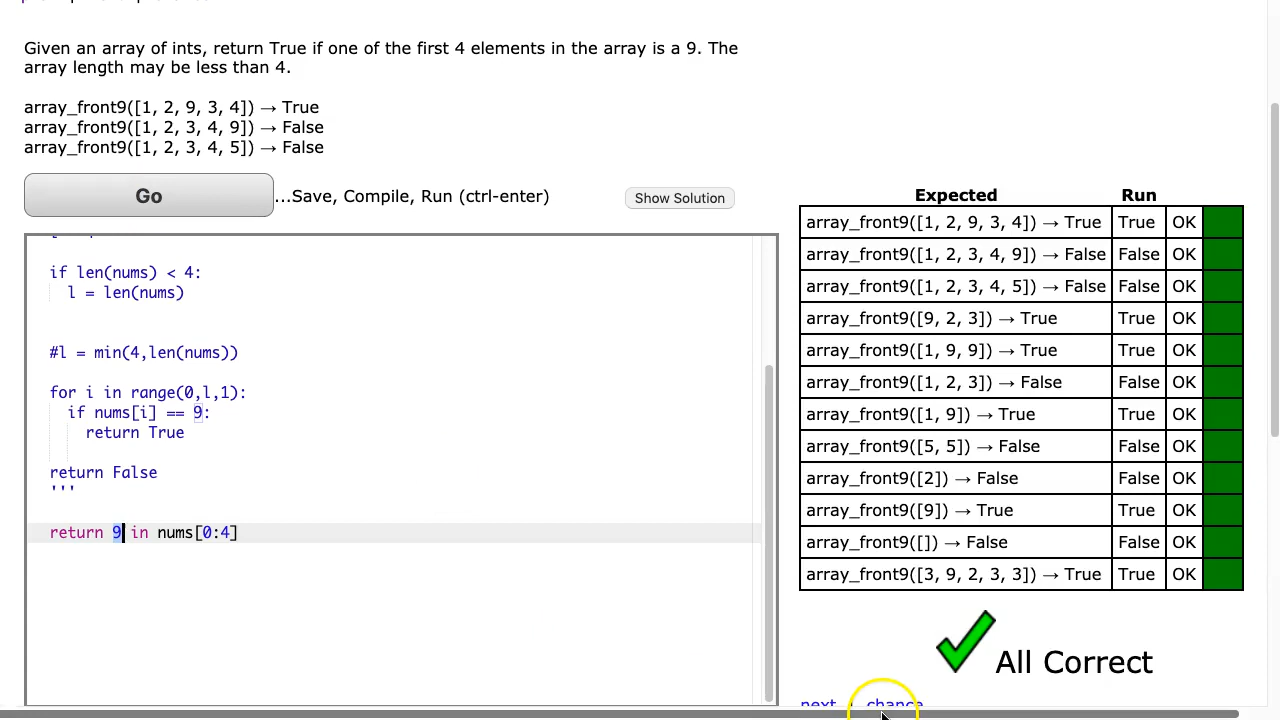 Given an array of ints, return True if one of the first 4 elements in the array is a 9. The
array length may be less than 4.
array_front9([1, 2, 9, 3, 4]) → True
array_front9([1, 2, 3, 4, 9]) → False
array_front9([1, 2, 3, 4, 5]) → False
Go
...Save, Compile, Run (ctrl-enter)
Show Solution
if len(nums) < 4:
l = len(nums)
#l = min(4,len(nums))
for i in range(0,l,1):
if nums[i] == 9:
return True
return False
'''
return 9 in nums[0:4]
Expected Run
array_front9([1, 2, 9, 3, 4]) → True True OK
array_front9([1, 2, 3, 4, 9]) → False False OK
array_front9([1, 2, 3, 4, 5]) → False False OK
array_front9([9, 2, 3]) → True True OK
array_front9([1, 9, 9]) → True True OK
array_front9([1, 2, 3]) → False False OK
array_front9([1, 9]) → True True OK
array_front9([5, 5]) → False False OK
array_front9([2]) → False False OK
array_front9([9]) → True True OK
array_front9([]) → False False OK
array_front9([3, 9, 2, 3, 3]) → True True OK
All Correct
next | chance